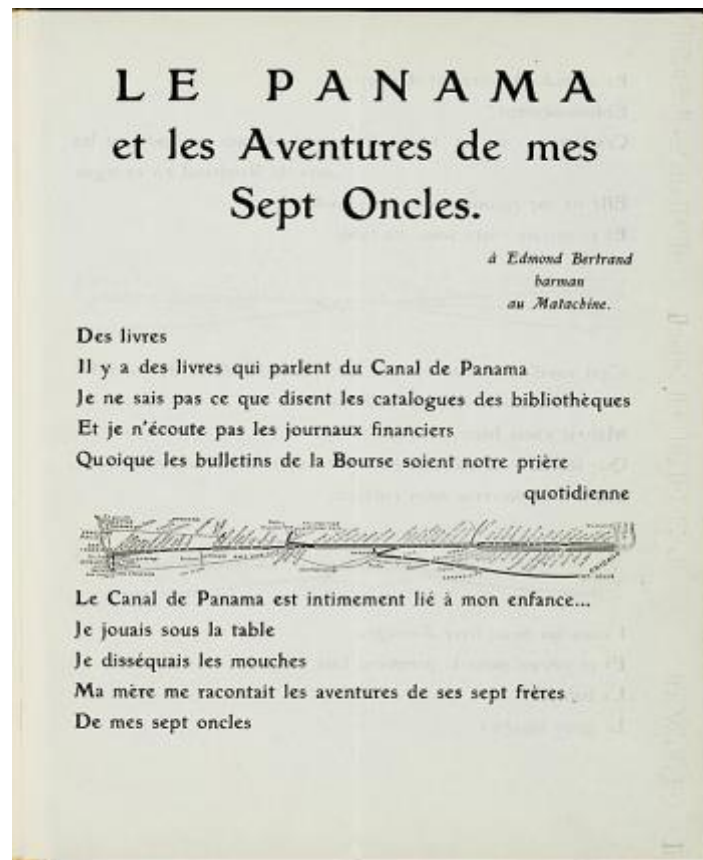 LE PANAMA
et les Aventures de mes
Sept Oncles.
à Edmond Bertrand
barman
au Matachine.
Des livres
Il y a des livres qui parlent du Canal de Panama
Je ne sais pas ce que disent les catalogues des bibliothèques
Et je n'écoute pas les journaux financiers
Quoique les bulletins de la Bourse soient notre prière
quotidienne
Le Canal de Panama est intimement lié à mon enfance...
Je jouais sous la table
Je disséquais les mouches
Ma mère me racontait les aventures de ses sept frères
De mes sept oncles